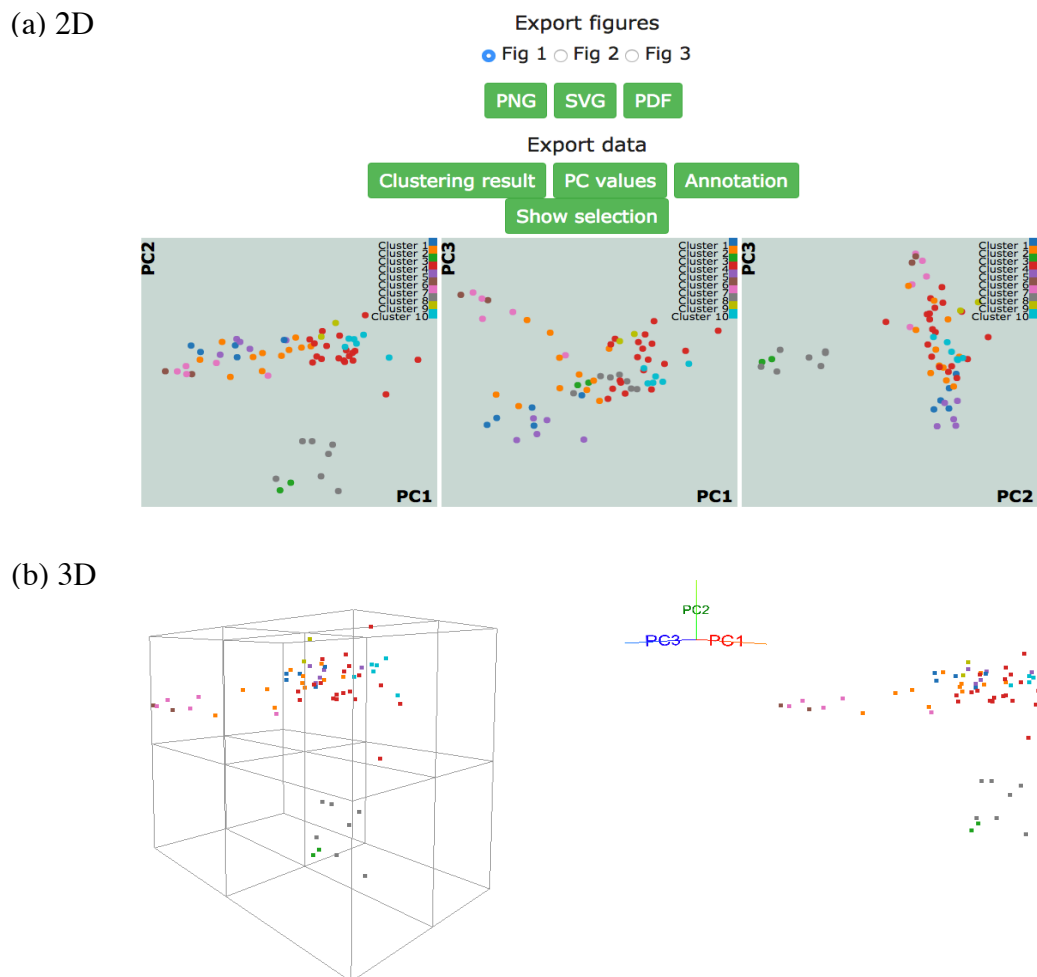 (a) 2D
Export figures
Fig 1 Fig 2 Fig 3
PNG SVG PDF
Export data
Clustering result PC values Annotation
Show selection
PC2
Cluster 1
Cluster 2
Cluster 3
Cluster 4
Cluster 5
Cluster 6
Cluster 7
Cluster 8
Cluster 9
Cluster 10
PC1
PC3
Cluster 1
Cluster 2
Cluster 3
Cluster 4
Cluster 5
Cluster 6
Cluster 7
Cluster 8
Cluster 9
Cluster 10
PC1
PC3
Cluster 1
Cluster 2
Cluster 3
Cluster 4
Cluster 5
Cluster 6
Cluster 7
Cluster 8
Cluster 9
Cluster 10
PC2
(b) 3D
PC2
PC3 PC1